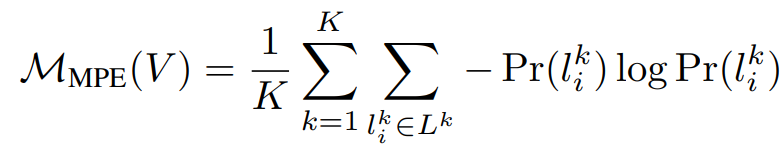 $\mathcal{M}_{\text{MPE}}(V) = \frac{1}{K} \sum_{k=1}^{K} \sum_{l_i^k \in L^k} -\Pr(l_i^k) \log \Pr(l_i^k)$